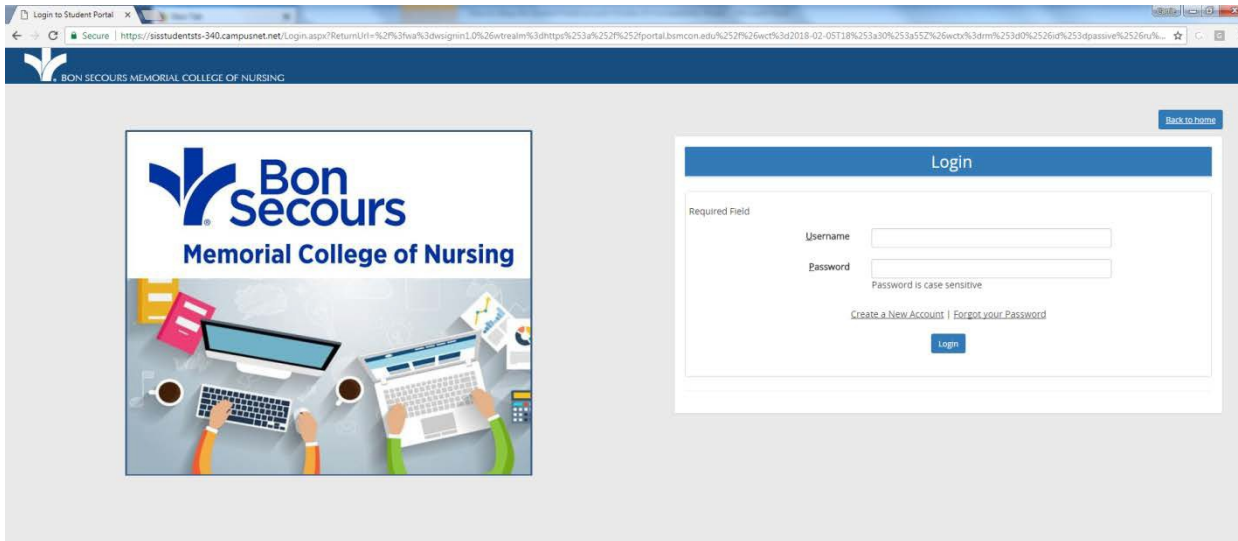 Login to Student Portal
Secure | https://sisstudentsts-340.campusnet.net/Login.aspx?ReturnUrl=%2f%3fwa%3dwsignin1.0%26wtrealm%3dhttps%253a%252f%252fportal.bsmcon.edu%252f%26wct%3d2018-02-05T18%253a30%253a55Z%26wctx%3drm%253d0%2526id%253dpassive%2526ru%...
BON SECOURS MEMORIAL COLLEGE OF NURSING
Back to home
Bon
Secours
Memorial College of Nursing
Login
Required Field
Username
Password
Password is case sensitive
Create a New Account | Forgot your Password
Login